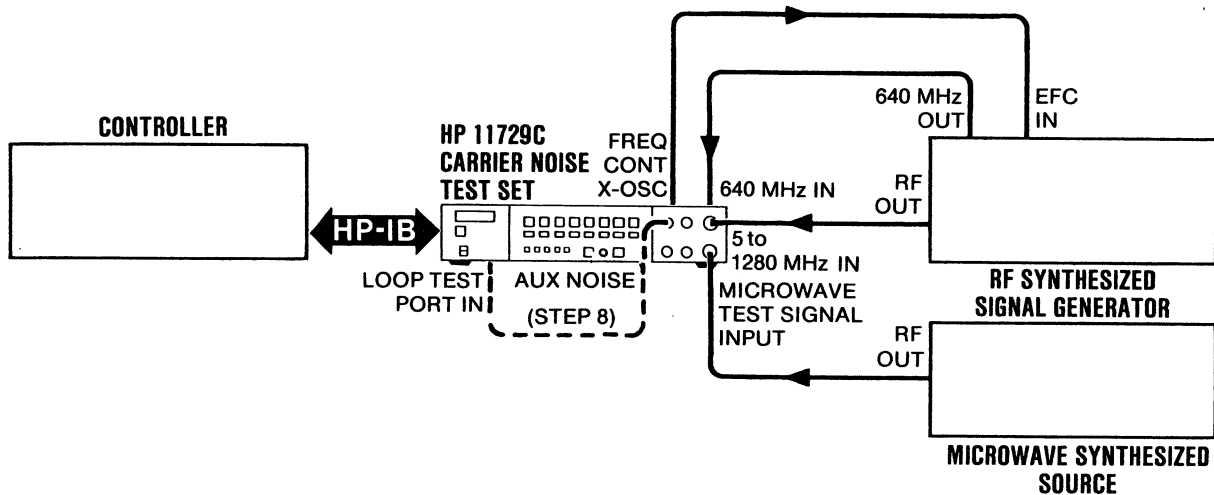 CONTROLLER
HP-IB
HP 11729C
CARRIER NOISE
TEST SET
FREQ
CONT
X-OSC
640 MHz IN
5 to
1280 MHz IN
LOOP TEST
PORT IN
AUX NOISE
(STEP 8)
MICROWAVE
TEST SIGNAL
INPUT
640 MHz
OUT
EFC
IN
RF
OUT
RF SYNTHESIZED
SIGNAL GENERATOR
RF
OUT
MICROWAVE SYNTHESIZED
SOURCE